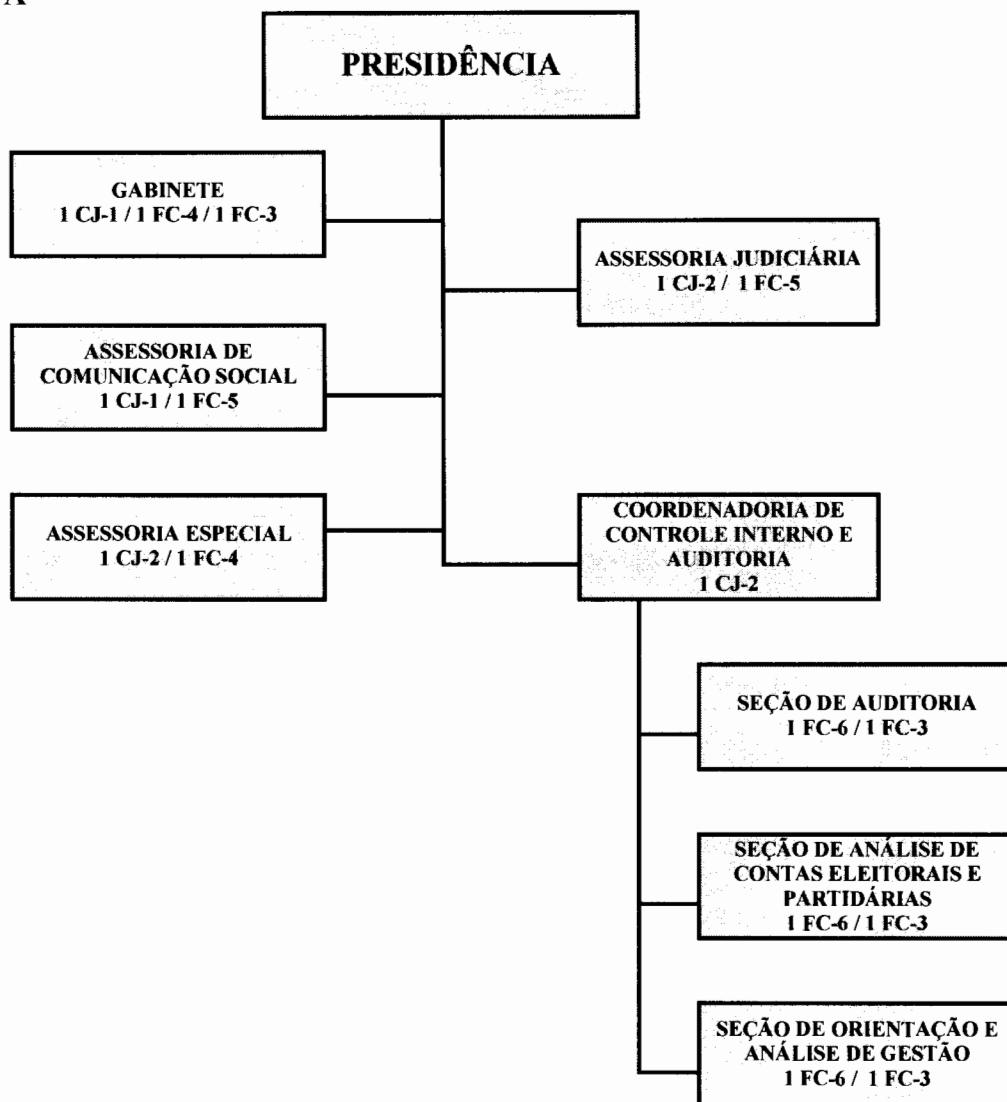 PRESIDÊNCIA
GABINETE
1 CJ-1 / 1 FC-4 / 1 FC-3
ASSESSORIA JUDICIÁRIA
1 CJ-2 / 1 FC-5
ASSESSORIA DE
COMUNICAÇÃO SOCIAL
1 CJ-1 / 1 FC-5
ASSESSORIA ESPECIAL
1 CJ-2 / 1 FC-4
COORDENADORIA DE
CONTROLE INTERNO E
AUDITORIA
1 CJ-2
SEÇÃO DE AUDITORIA
1 FC-6 / 1 FC-3
SEÇÃO DE ANÁLISE DE
CONTAS ELEITORAIS E
PARTIDÁRIAS
1 FC-6 / 1 FC-3
SEÇÃO DE ORIENTAÇÃO E
ANÁLISE DE GESTÃO
1 FC-6 / 1 FC-3